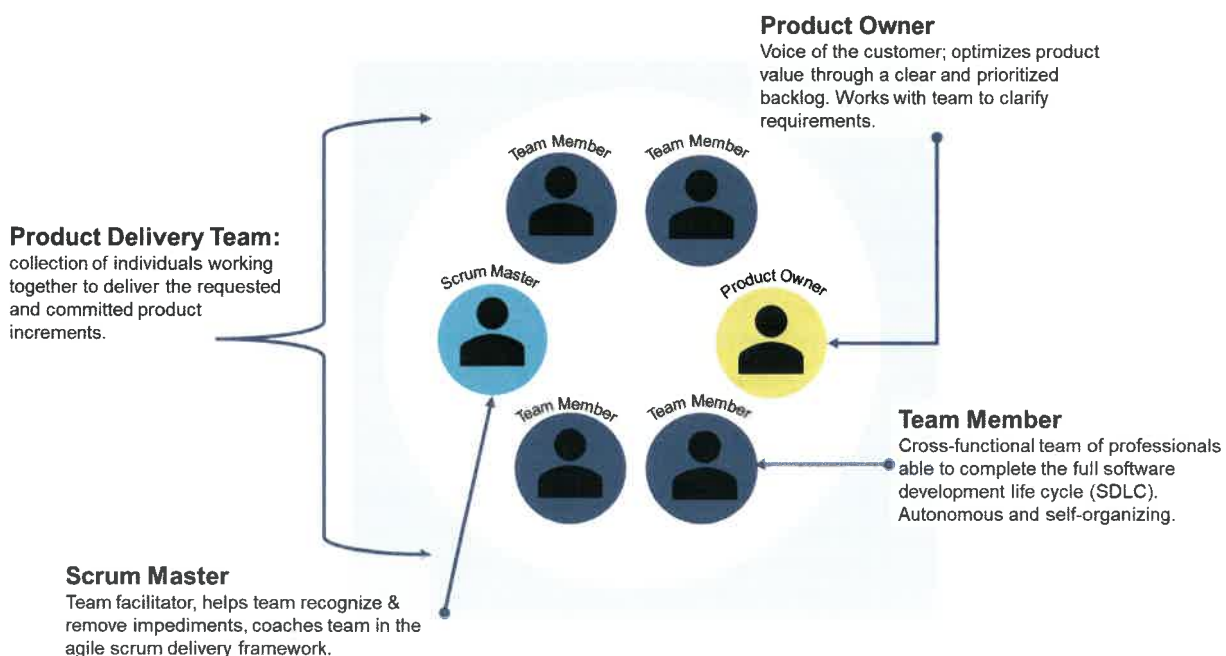 Product Owner
Voice of the customer; optimizes product
value through a clear and prioritized
backlog. Works with team to clarify
requirements.
Team Member
Team Member
Product Delivery Team:
collection of individuals working
together to deliver the requested
and committed product
increments.
Scrum Master
Product Owner
Team Member
Team Member
Team Member
Cross-functional team of professionals
able to complete the full software
development life cycle (SDLC).
Autonomous and self-organizing.
Scrum Master
Team facilitator, helps team recognize &
remove impediments, coaches team in the
agile scrum delivery framework.